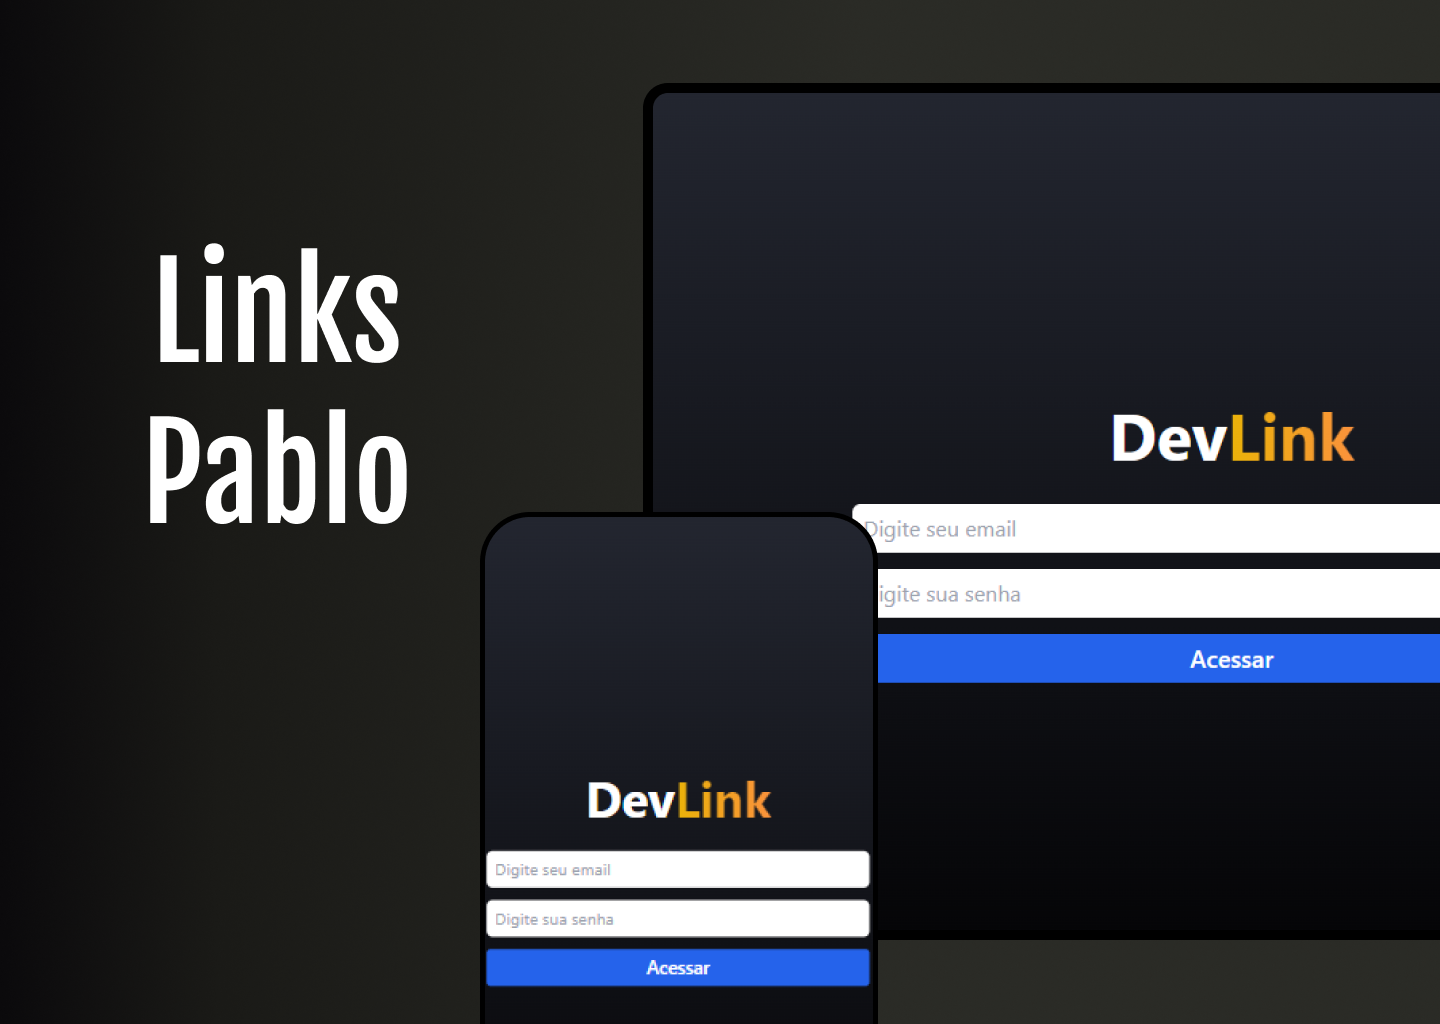 Links
Pablo
DevLink
Digite seu email
igite sua senha
Acessar
DevLink
Digite seu email
Digite sua senha
Acessar